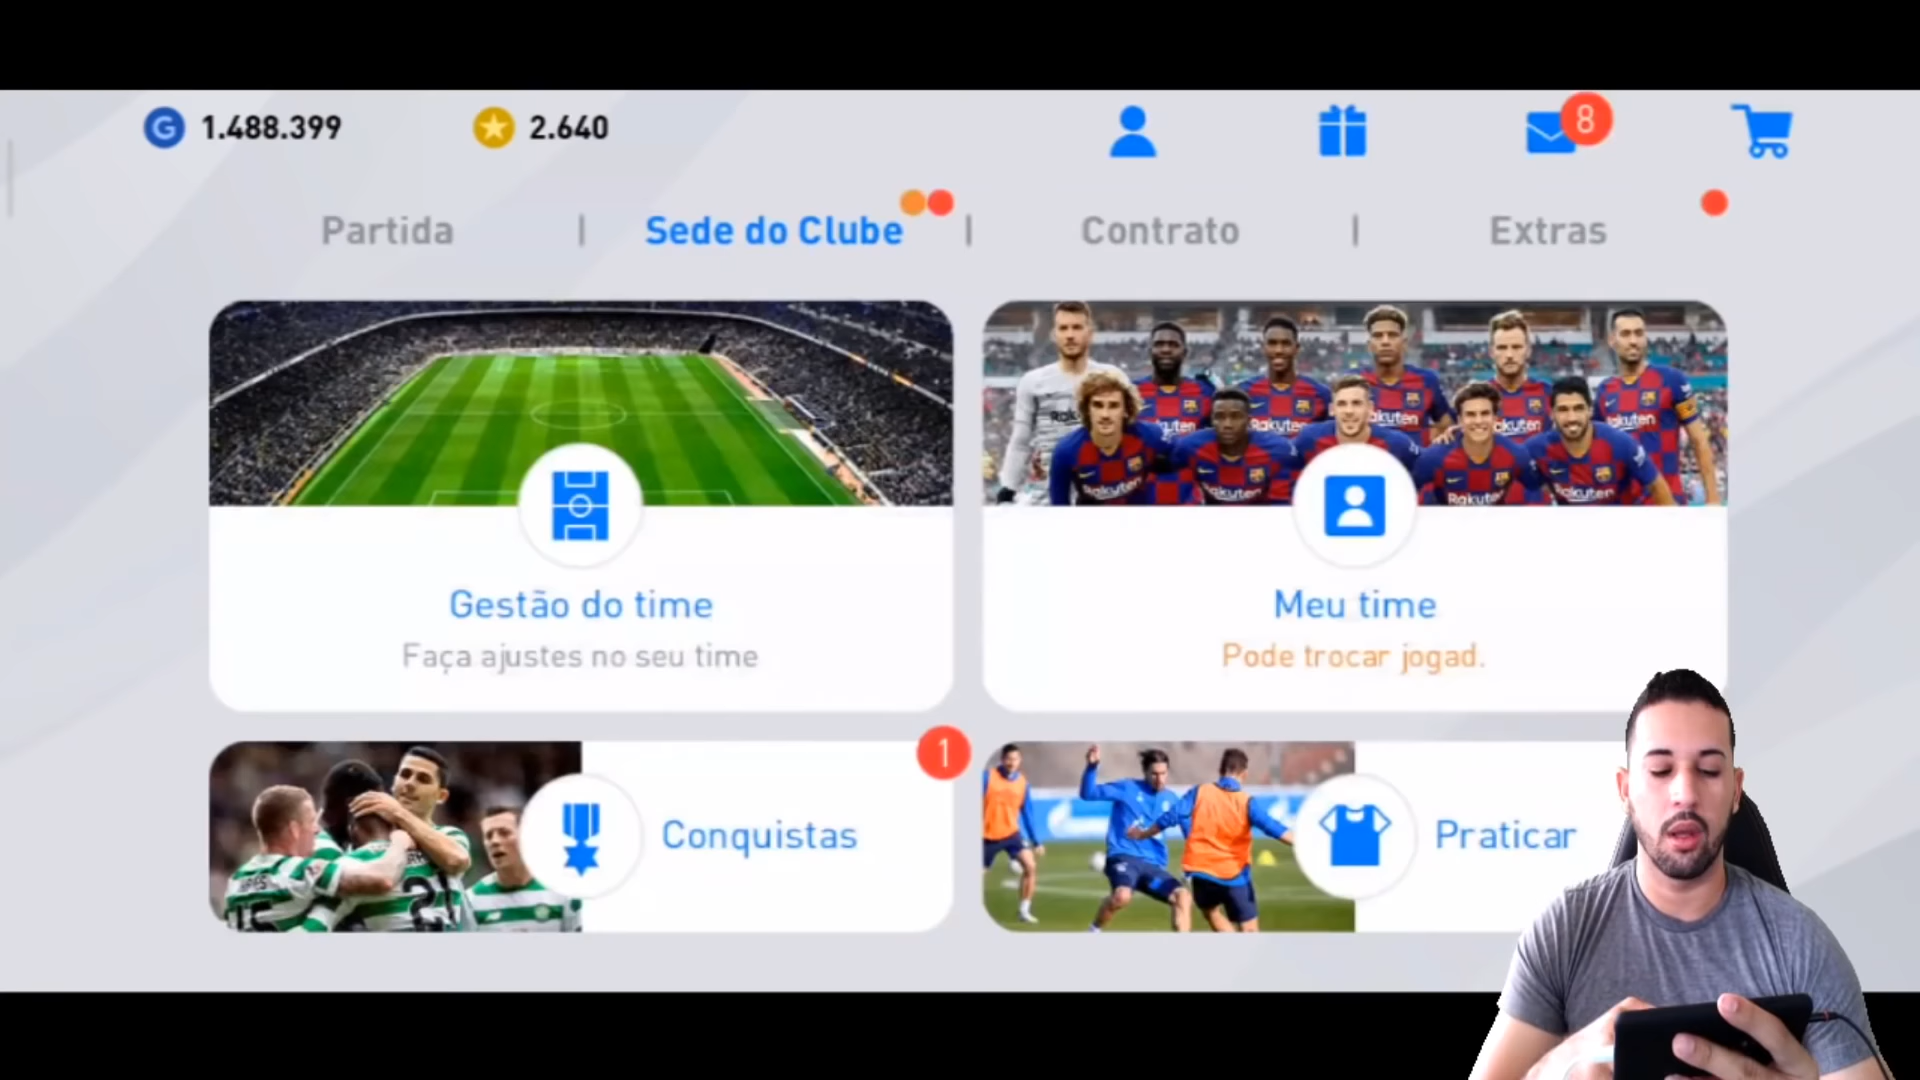 G 1.488.399
2.640
8
Partida | Sede do Clube | Contrato | Extras
Rakuten
Gestão do time
Faça ajustes no seu time
Meu time
Pode trocar jogad.
1
Conquistas
Praticar